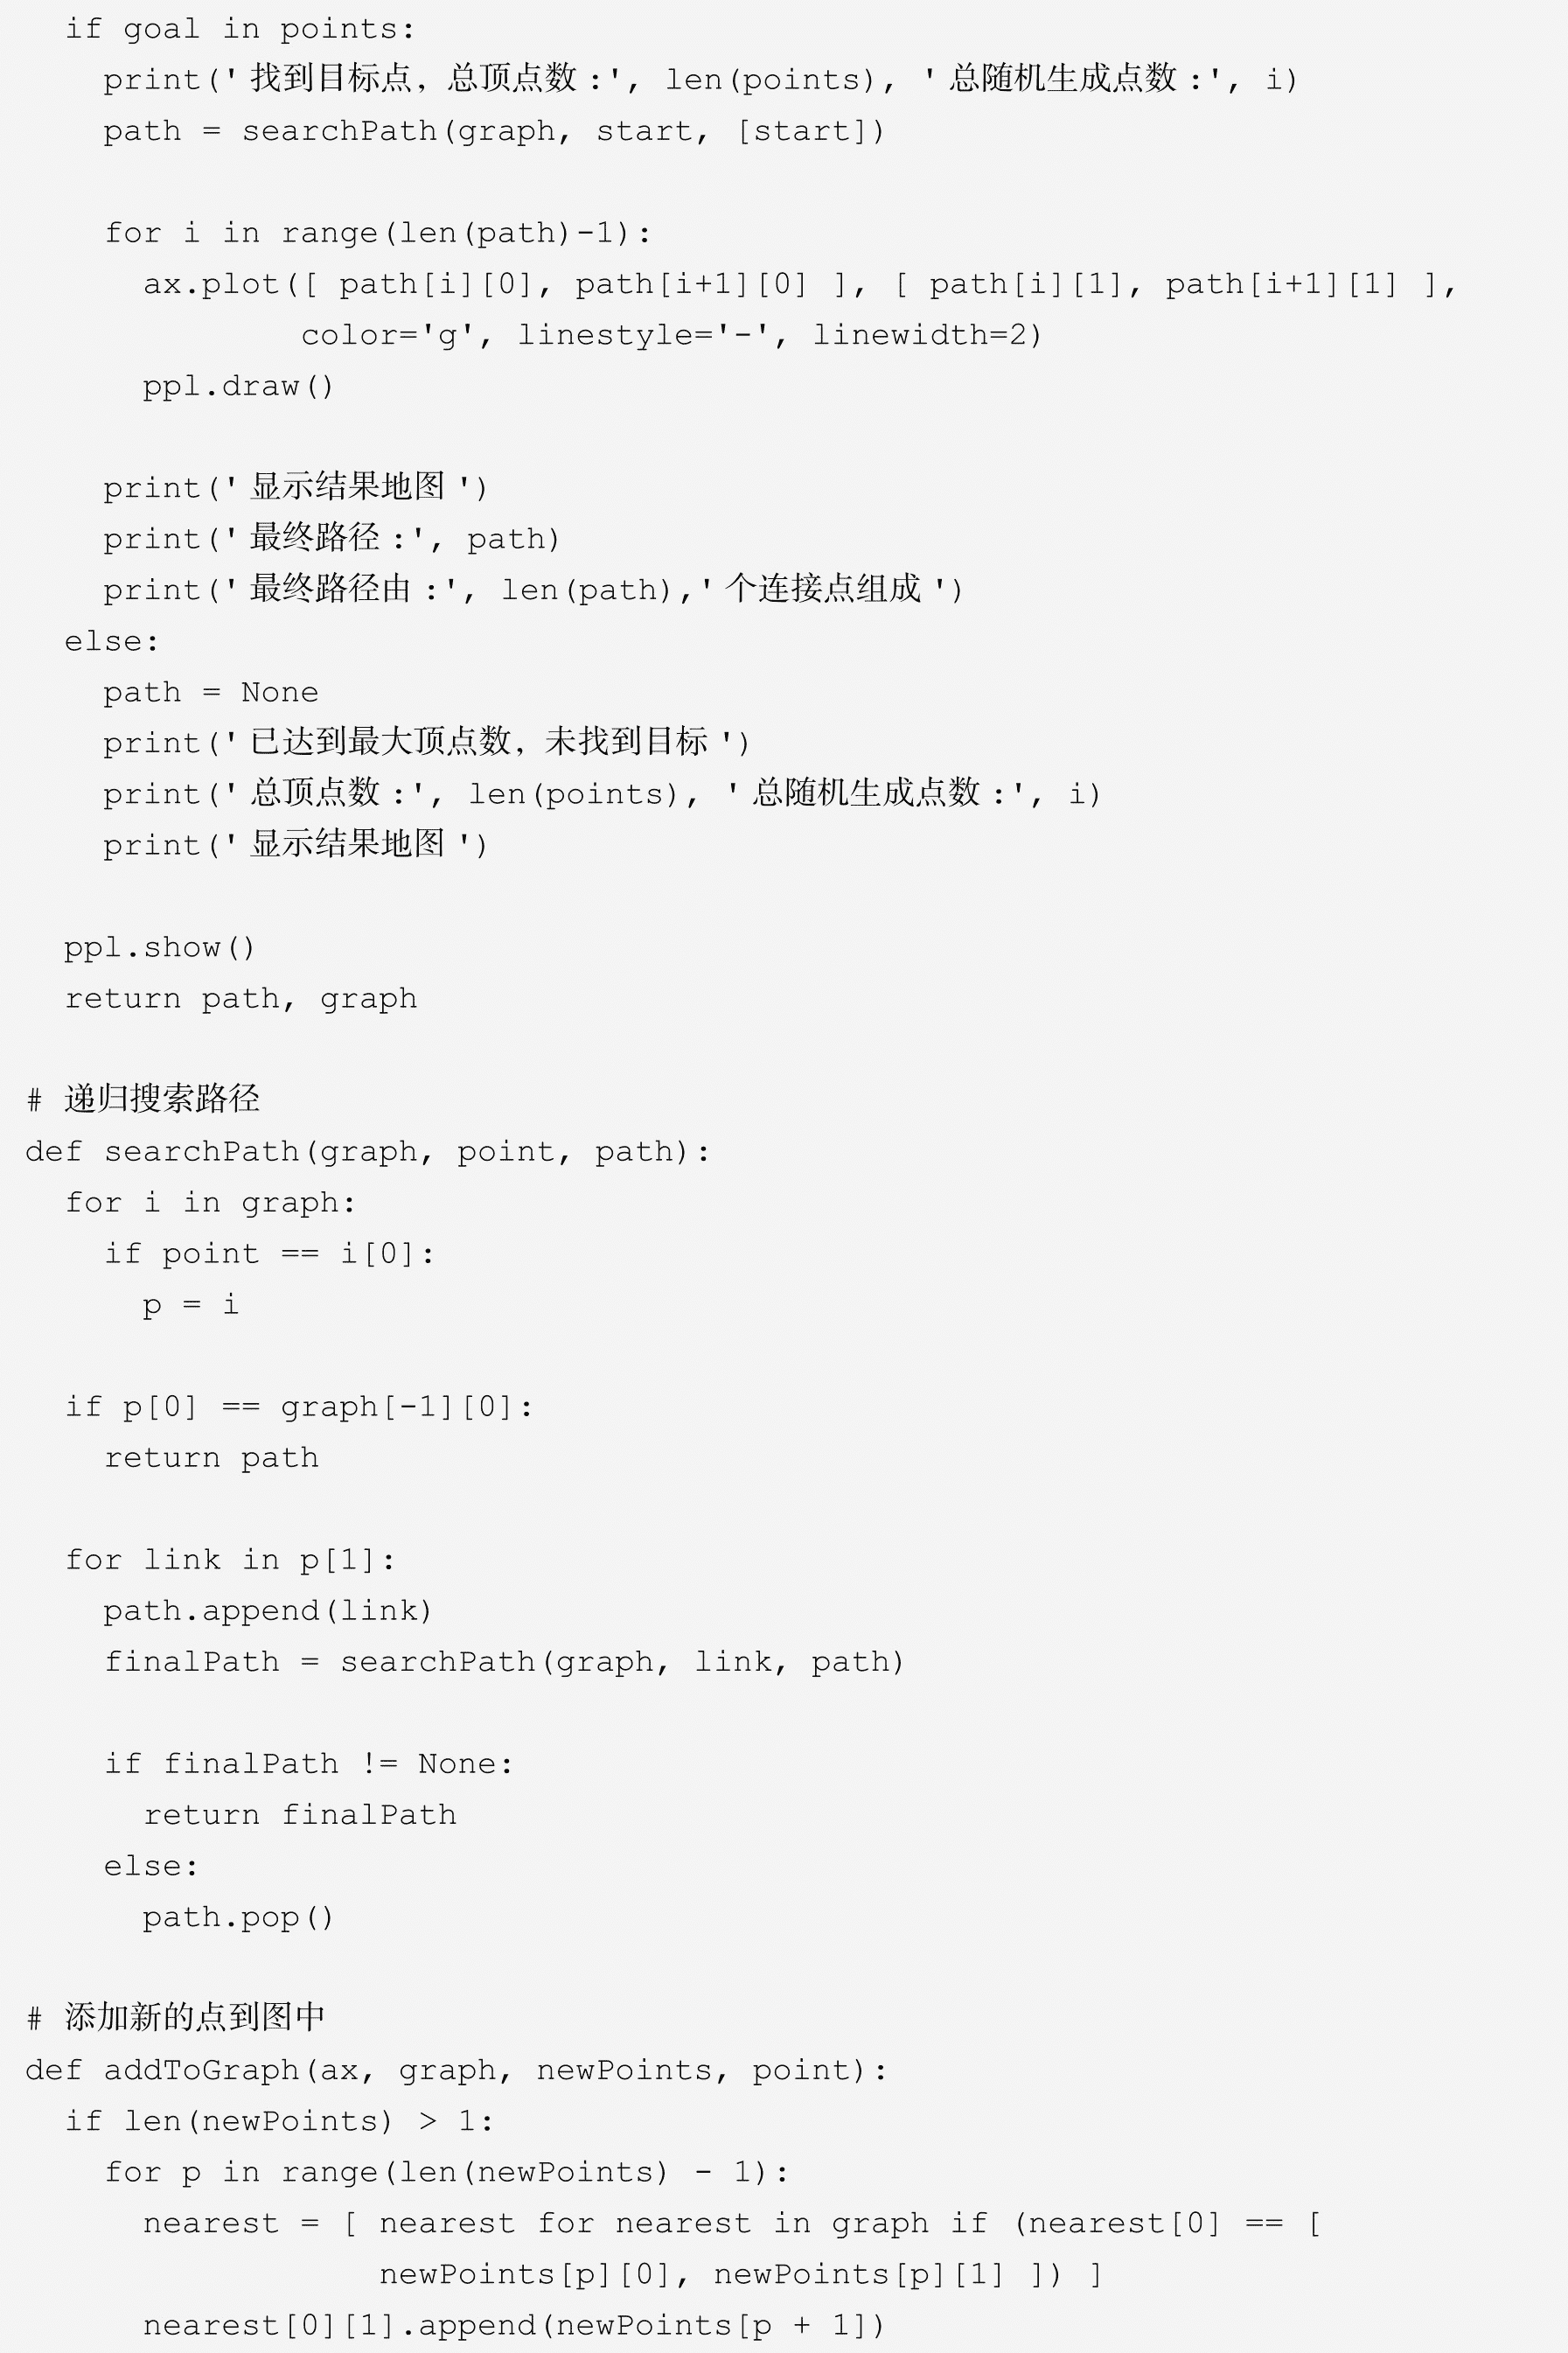 if goal in points:
    print(' 找到目标点，总顶点数 :', len(points), ' 总随机生成点数 :', i)
    path = searchPath(graph, start, [start])

    for i in range(len(path)-1):
      ax.plot([ path[i][0], path[i+1][0] ], [ path[i][1], path[i+1][1] ],
              color='g', linestyle='-', linewidth=2)
      ppl.draw()

    print(' 显示结果地图 ')
    print(' 最终路径 :', path)
    print(' 最终路径由 :', len(path),' 个连接点组成 ')
  else:
    path = None
    print(' 已达到最大顶点数，未找到目标 ')
    print(' 总顶点数 :', len(points), ' 总随机生成点数 :', i)
    print(' 显示结果地图 ')

  ppl.show()
  return path, graph

# 递归搜索路径
def searchPath(graph, point, path):
  for i in graph:
    if point == i[0]:
      p = i

  if p[0] == graph[-1][0]:
    return path

  for link in p[1]:
    path.append(link)
    finalPath = searchPath(graph, link, path)

    if finalPath != None:
      return finalPath
    else:
      path.pop()

# 添加新的点到图中
def addToGraph(ax, graph, newPoints, point):
  if len(newPoints) > 1:
    for p in range(len(newPoints) - 1):
      nearest = [ nearest for nearest in graph if (nearest[0] == [
                  newPoints[p][0], newPoints[p][1] ]) ]
      nearest[0][1].append(newPoints[p + 1])